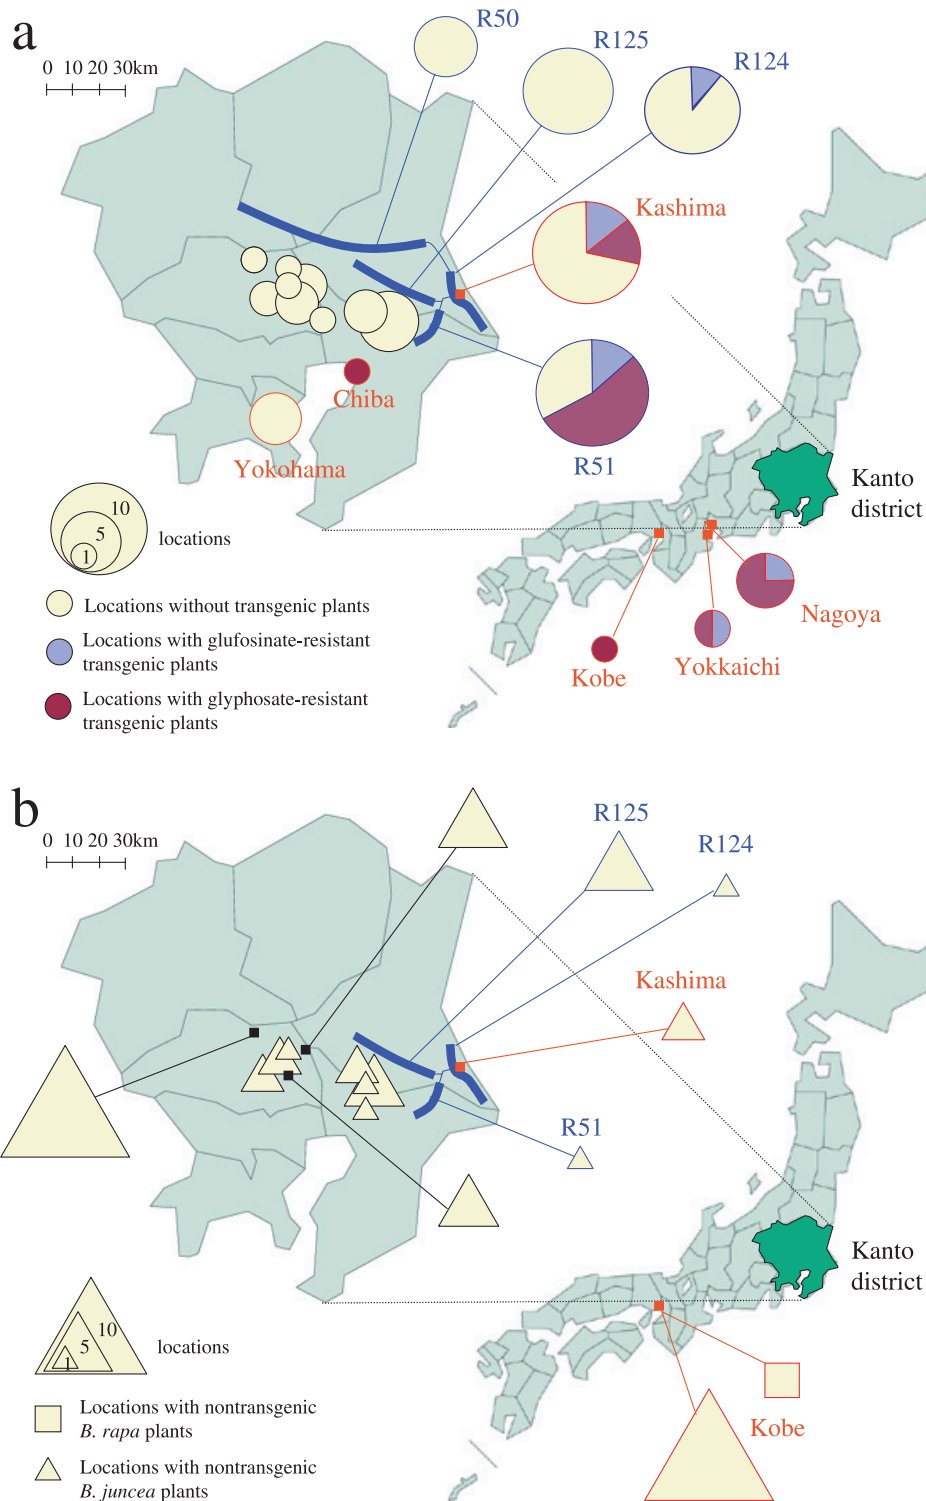 a
R50
R125
R124
0 10 20 30km
Kashima
Chiba
Yokohama
R51
Kanto
district
10
5
1
locations
Locations without transgenic plants
Locations with glufosinate-resistant
transgenic plants
Locations with glyphosate-resistant
transgenic plants
Nagoya
Yokkaichi
Kobe
b
0 10 20 30km
R125
R124
Kashima
R51
Kanto
district
10
5
1
locations
Locations with nontransgenic
B. rapa plants
Locations with nontransgenic
B. juncea plants
Kobe